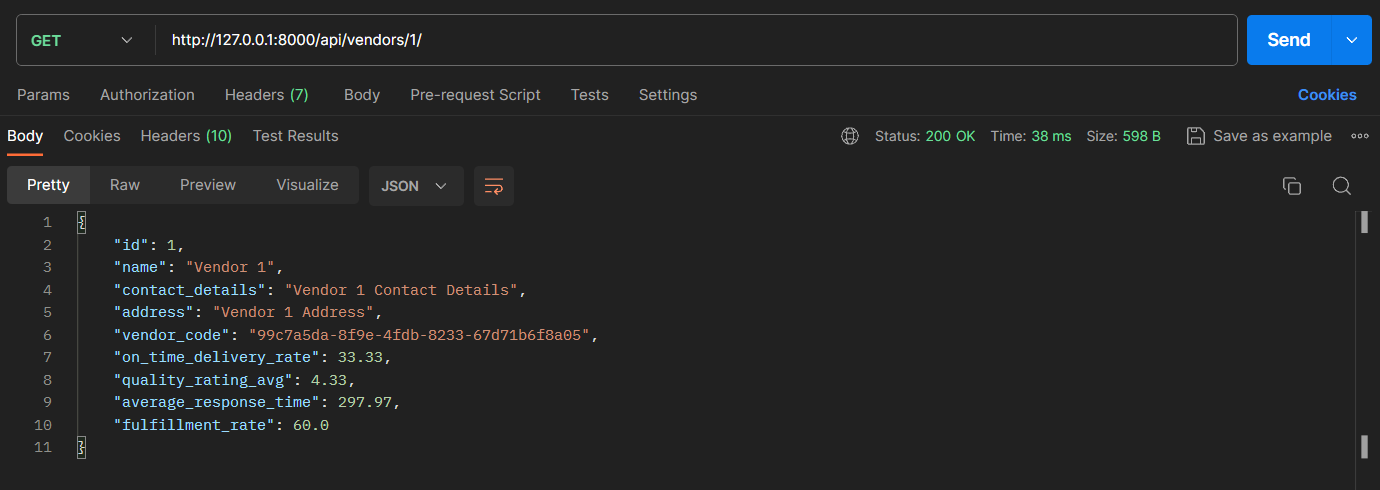 GET http://127.0.0.1:8000/api/vendors/1/ Send
Params Authorization Headers (7) Body Pre-request Script Tests Settings Cookies
Body Cookies Headers (10) Test Results Status: 200 OK Time: 38 ms Size: 598 B Save as example
Pretty Raw Preview Visualize JSON
1 {
2 "id": 1,
3 "name": "Vendor 1",
4 "contact_details": "Vendor 1 Contact Details",
5 "address": "Vendor 1 Address",
6 "vendor_code": "99c7a5da-8f9e-4fdb-8233-67d71b6f8a05",
7 "on_time_delivery_rate": 33.33,
8 "quality_rating_avg": 4.33,
9 "average_response_time": 297.97,
10 "fulfillment_rate": 60.0
11 }